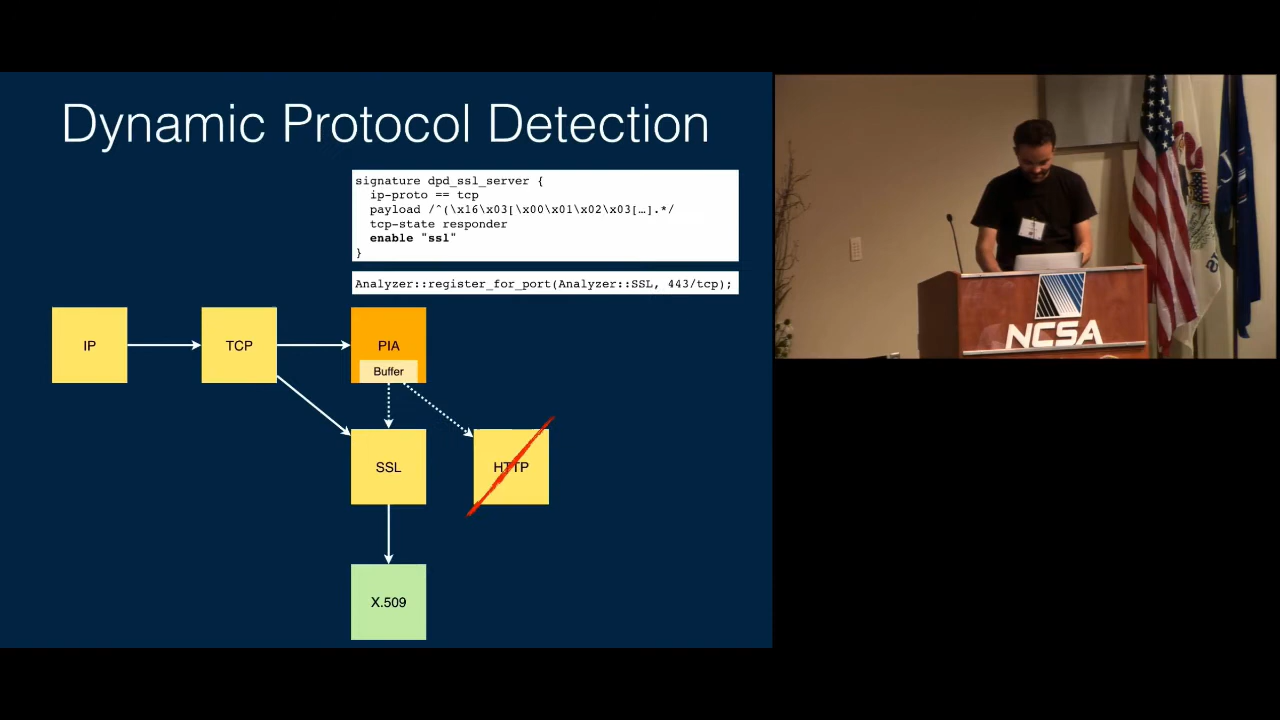 Dynamic Protocol Detection
signature dpd_ssl_server {
ip-proto == tcp
payload /^(\x16\x03[\x00\x01\x02\x03[…].*/
tcp-state responder
enable "ssl"
}
Analyzer::register_for_port(Analyzer::SSL, 443/tcp);
IP
TCP
PIA
Buffer
SSL
HTTP
X.509
NCSA